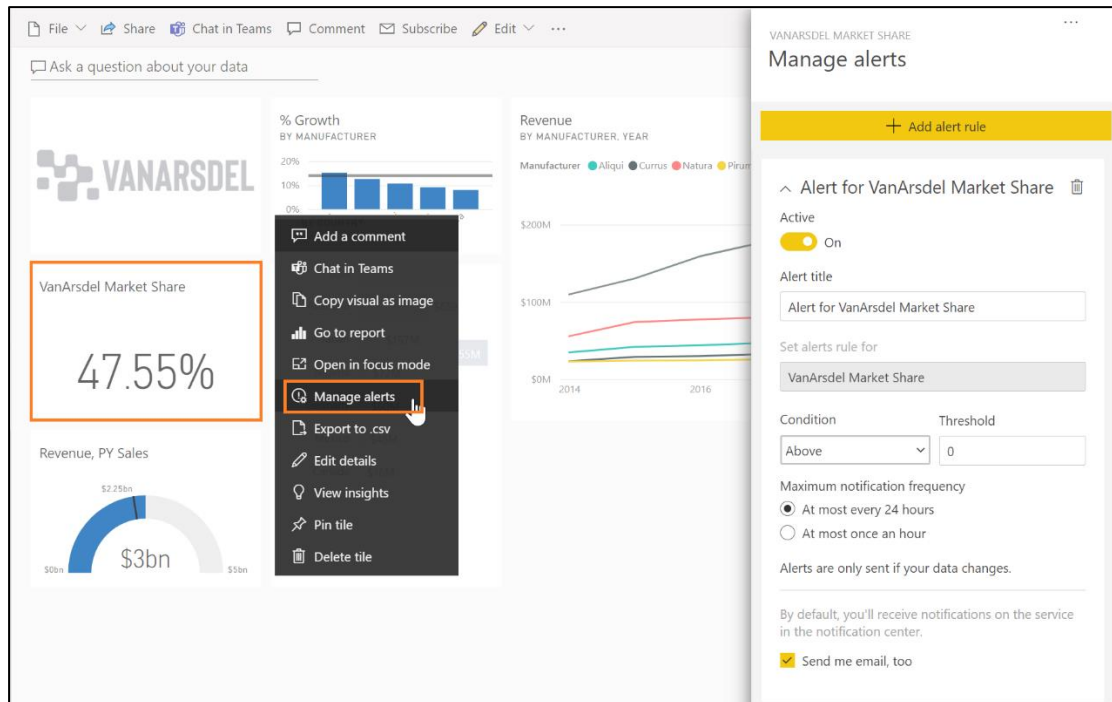 File Share Chat in Teams Comment Subscribe Edit ...
Ask a question about your data
VANARSDEL
% Growth
BY MANUFACTURER
20%
10%
0%
Revenue
BY MANUFACTURER, YEAR
Manufacturer Aliqui Currus Natura Pirum
$200M
$100M
$0M
2014 2016
VanArsdel Market Share
47.55%
Revenue, PY Sales
$2.25bn
$3bn
$0bn
$5bn
Add a comment
Chat in Teams
Copy visual as image
Go to report
Open in focus mode
Manage alerts
Export to .csv
Edit details
View insights
Pin tile
Delete tile
...
VANARSDEL MARKET SHARE
Manage alerts
+ Add alert rule
Alert for VanArsdel Market Share
Active
On
Alert title
Alert for VanArsdel Market Share
Set alerts rule for
VanArsdel Market Share
Condition Threshold
Above 0
Maximum notification frequency
At most every 24 hours
At most once an hour
Alerts are only sent if your data changes.
By default, you'll receive notifications on the service
in the notification center.
Send me email, too